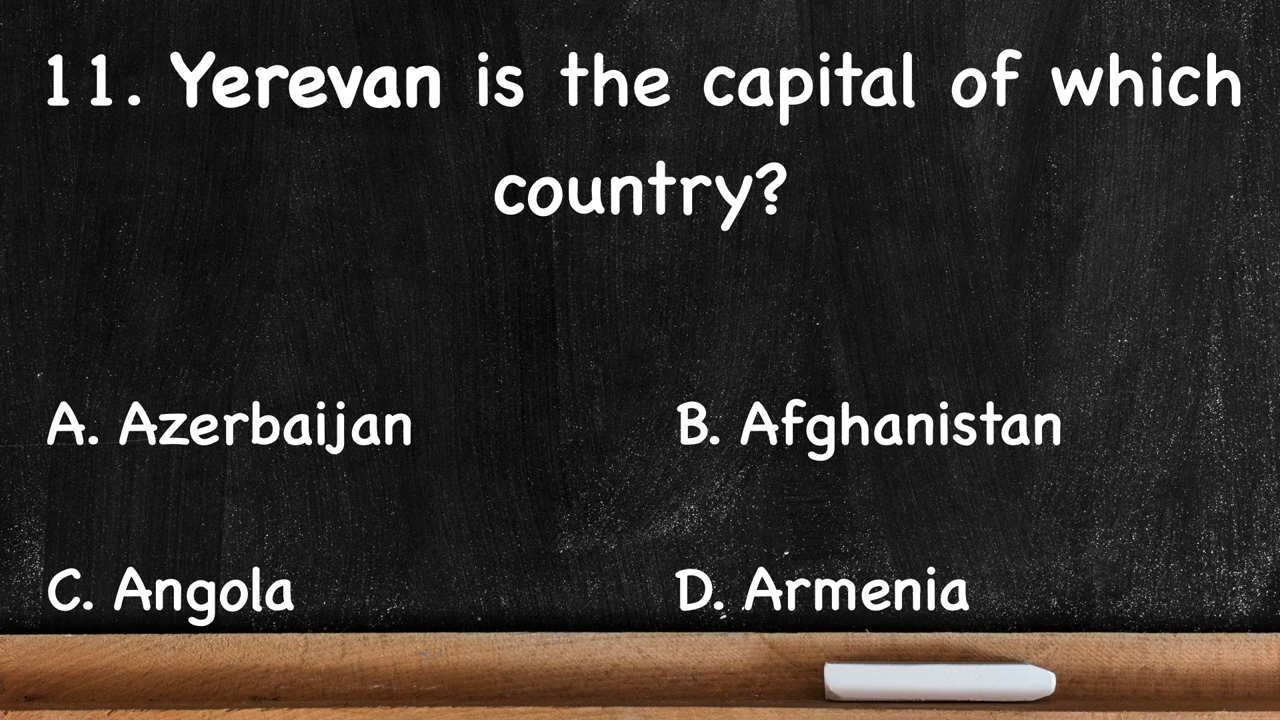 11. Yerevan is the capital of which
country?
A. Azerbaijan
B. Afghanistan
C. Angola
D. Armenia